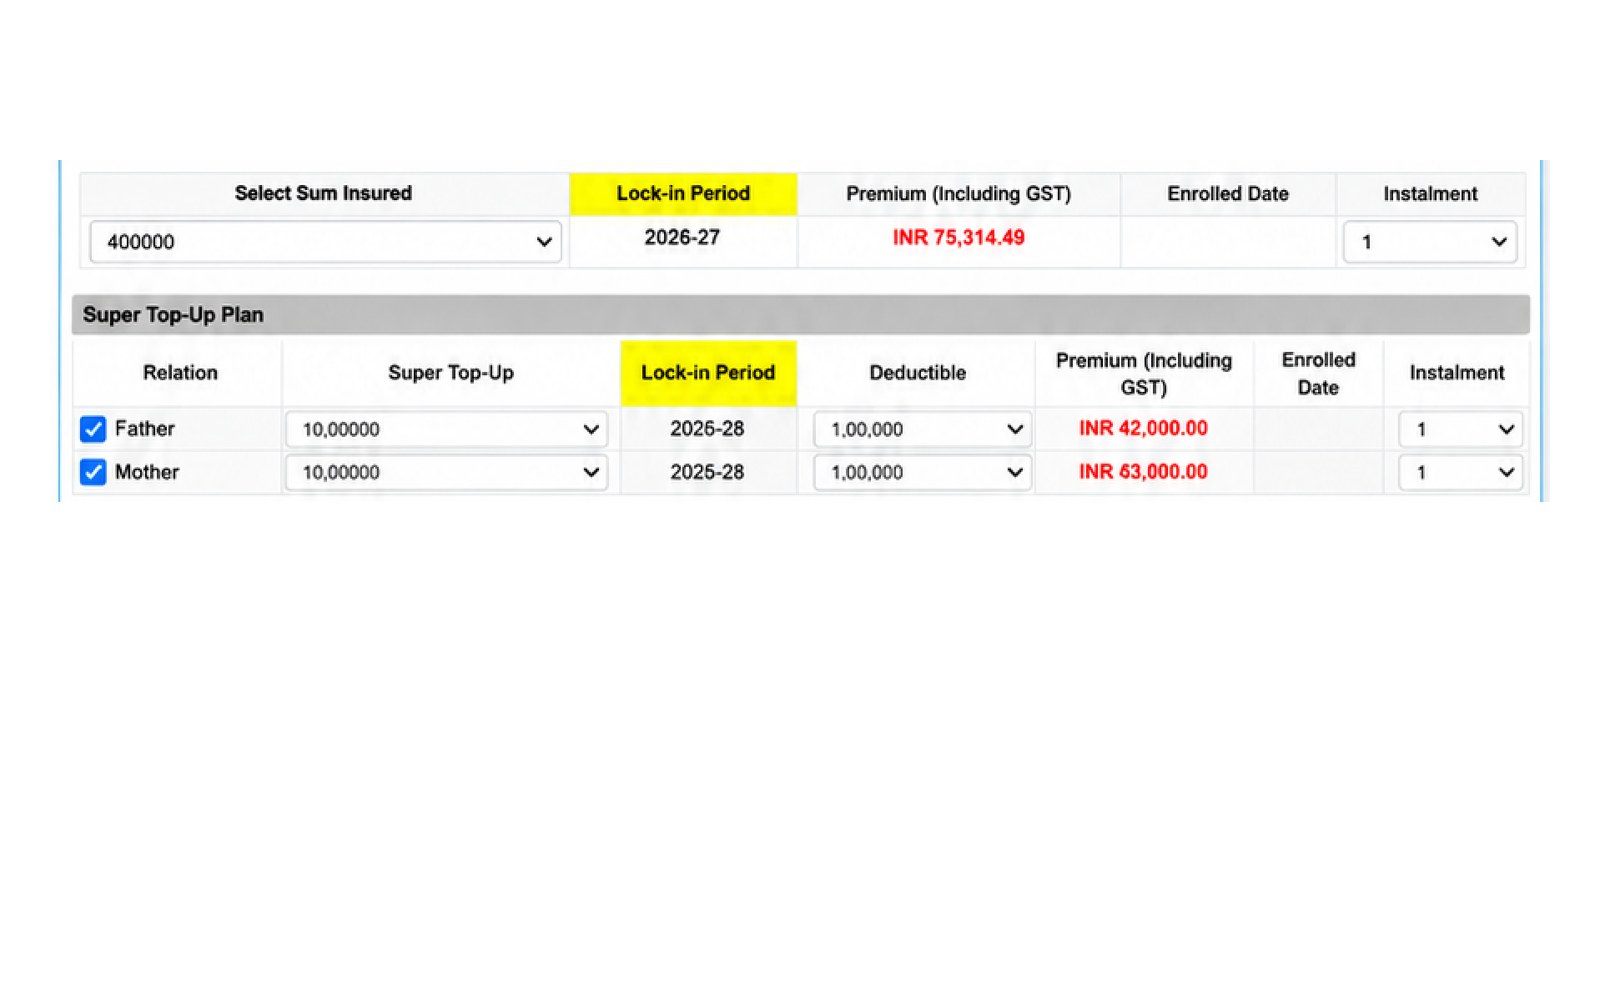 Select Sum Insured Lock-in Period Premium (Including GST) Enrolled Date Instalment
400000 2026-27 INR 75,314.49 1
Super Top-Up Plan
Relation Super Top-Up Lock-in Period Deductible Premium (Including GST) Enrolled Date Instalment
Father 10,00000 2026-28 1,00,000 INR 42,000.00 1
Mother 10,00000 2026-28 1,00,000 INR 63,000.00 1